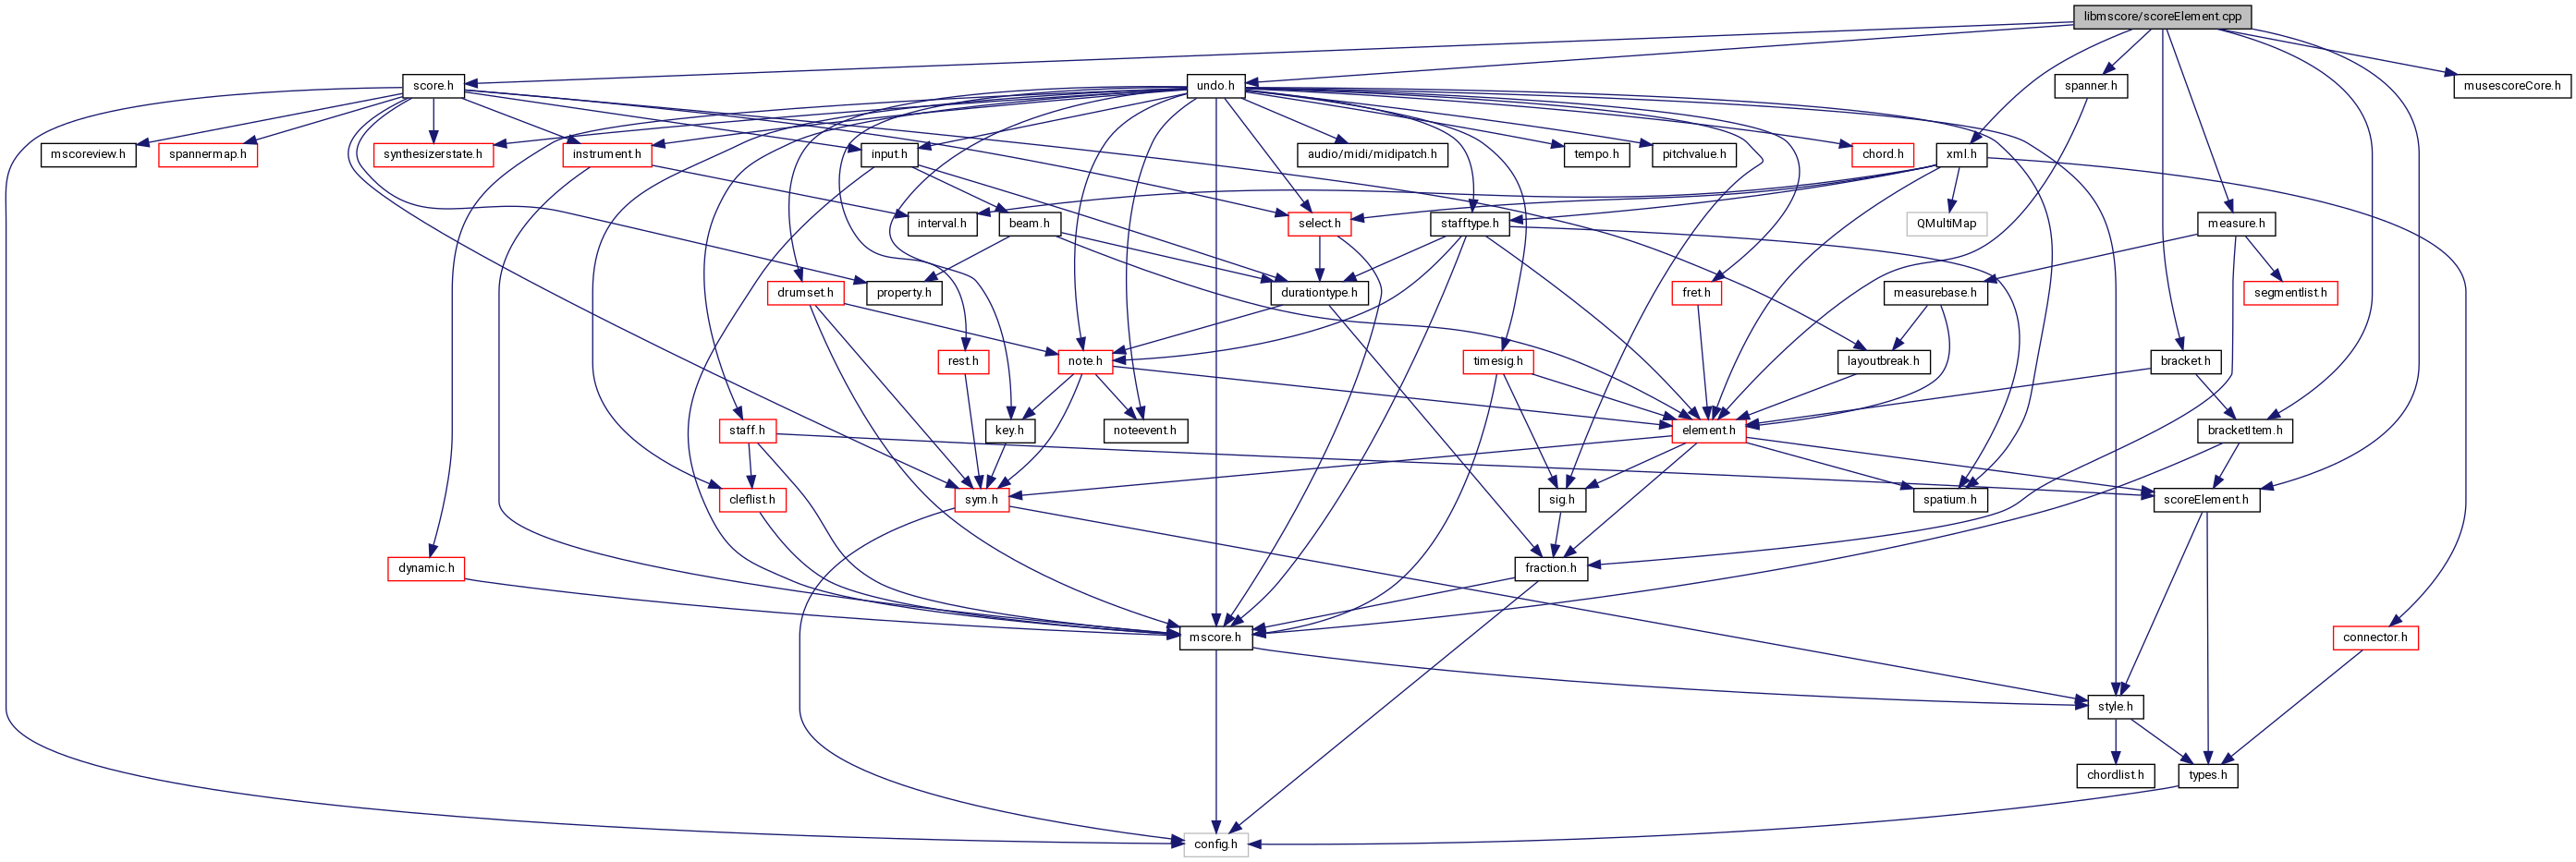 libmscore/scoreElement.cpp
score.h
undo.h
spanner.h
musescoreCore.h
mscoreview.h
spannermap.h
synthesizerstate.h
instrument.h
input.h
audio/midi/midipatch.h
tempo.h
pitchvalue.h
chord.h
xml.h
interval.h
beam.h
select.h
stafftype.h
QMultiMap
measure.h
drumset.h
property.h
durationtype.h
fret.h
measurebase.h
segmentlist.h
rest.h
note.h
timesig.h
layoutbreak.h
bracket.h
staff.h
key.h
noteevent.h
element.h
bracketItem.h
cleflist.h
sym.h
sig.h
spatium.h
scoreElement.h
dynamic.h
fraction.h
mscore.h
connector.h
style.h
chordlist.h
types.h
config.h